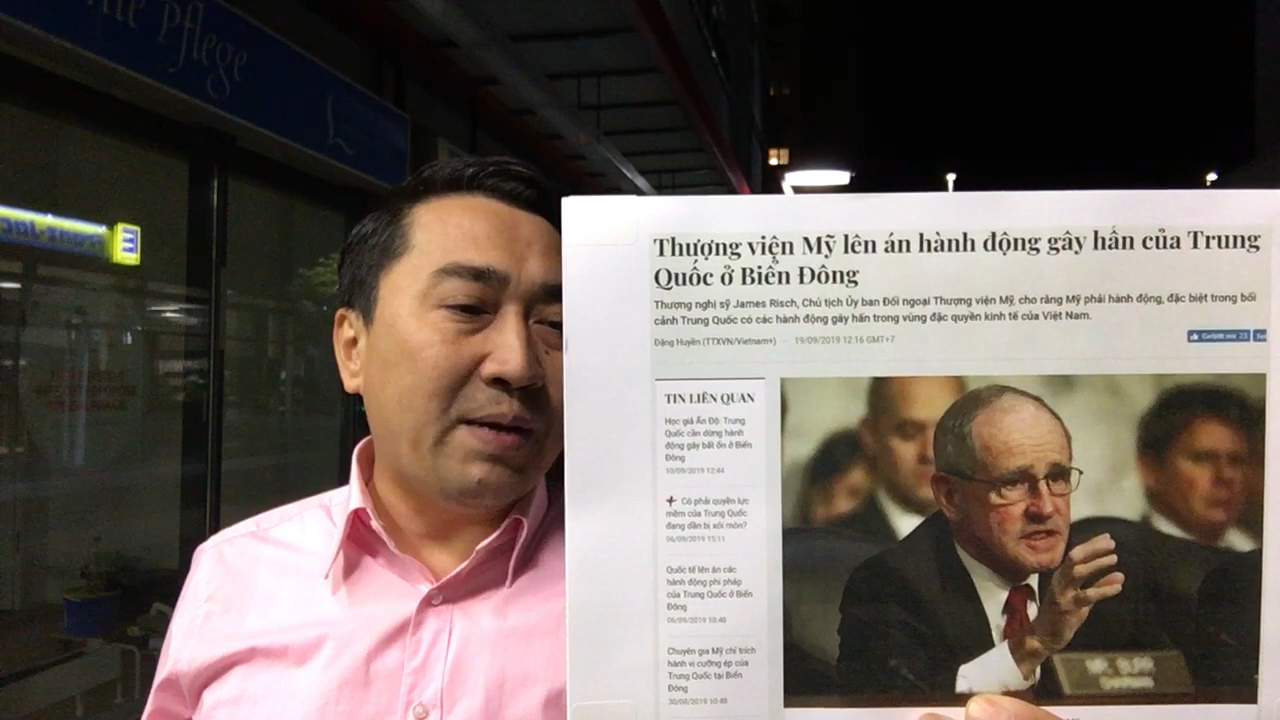 Pflege
Thượng viện Mỹ lên án hành động gây hấn của Trung
Quốc ở Biển Đông
Thượng nghị sỹ James Risch, Chủ tịch Ủy ban Đối ngoại Thượng viện Mỹ, cho rằng Mỹ phải hành động, đặc biệt trong bối
cảnh Trung Quốc có các hành động gây hấn trong vùng đặc quyền kinh tế của Việt Nam.
Đặng Huyền (TTXVN/Vietnam+) 19/09/2019 12:16 GMT+7
Gefällt mir 23
TIN LIÊN QUAN
Học giả Ấn Độ: Trung
Quốc cần dừng hành
động gây bất ổn ở Biển
Đông
10/09/2019 12:44
Có phải quyền lực
mềm của Trung Quốc
đang dần bị xói mòn?
06/09/2019 15:11
Quốc tế lên án các
hành động phi pháp
của Trung Quốc ở Biển
Đông
06/09/2019 10:48
Chuyên gia Mỹ chỉ trích
hành vi cưỡng ép của
Trung Quốc tại Biển
Đông
30/08/2019 10:48